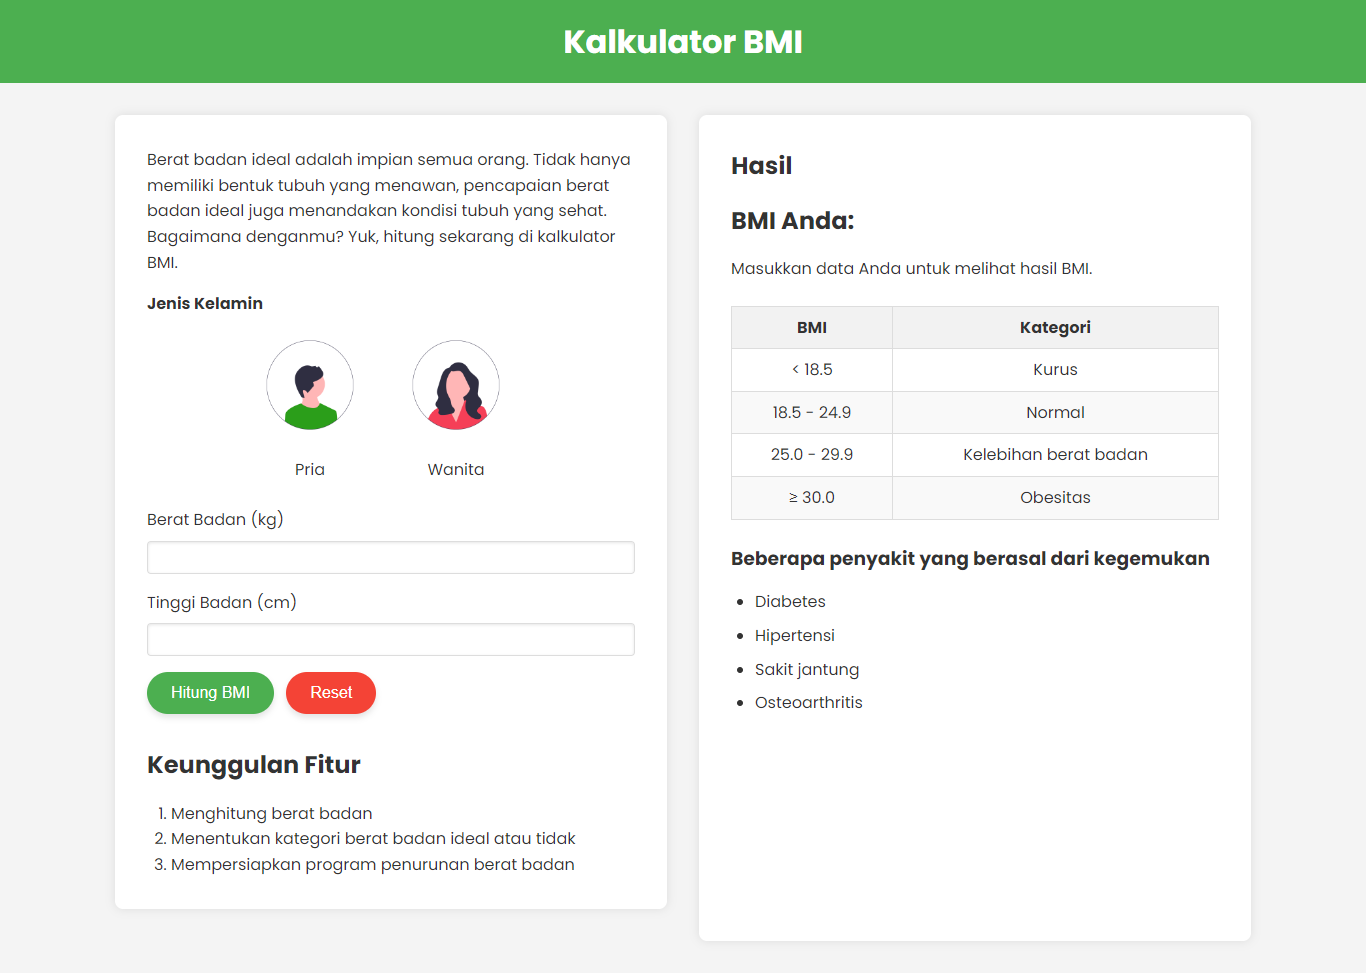 Kalkulator BMI
Berat badan ideal adalah impian semua orang. Tidak hanya
memiliki bentuk tubuh yang menawan, pencapaian berat
badan ideal juga menandakan kondisi tubuh yang sehat.
Bagaimana denganmu? Yuk, hitung sekarang di kalkulator
BMI.
Jenis Kelamin
Pria
Wanita
Berat Badan (kg)
Tinggi Badan (cm)
Hitung BMI
Reset
Keunggulan Fitur
1. Menghitung berat badan
2. Menentukan kategori berat badan ideal atau tidak
3. Mempersiapkan program penurunan berat badan
Hasil
BMI Anda:
Masukkan data Anda untuk melihat hasil BMI.
BMI Kategori
< 18.5 Kurus
18.5 - 24.9 Normal
25.0 - 29.9 Kelebihan berat badan
≥ 30.0 Obesitas
Beberapa penyakit yang berasal dari kegemukan
• Diabetes
• Hipertensi
• Sakit jantung
• Osteoarthritis